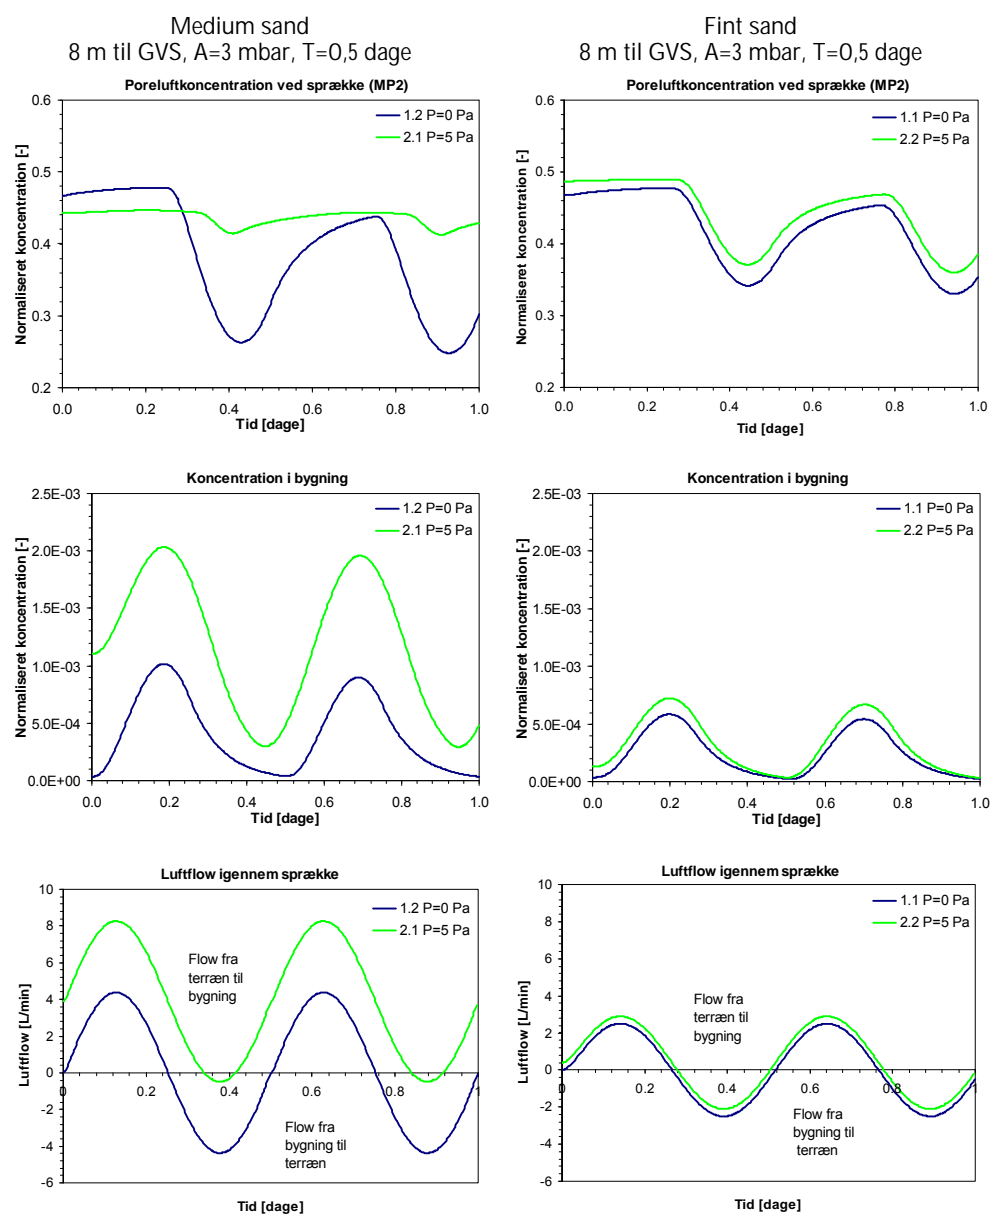 Medium sand
8 m til GVS, A=3 mbar, T=0,5 dage
Fint sand
8 m til GVS, A=3 mbar, T=0,5 dage
Poreluftkoncentration ved sprække (MP2)
Normaliseret koncentration [-]
0.6
0.5
0.4
0.3
0.2
0.0
0.2
0.4
0.6
0.8
1.0
Tid [dage]
1.2 P=0 Pa
2.1 P=5 Pa
Poreluftkoncentration ved sprække (MP2)
Normaliseret koncentration [-]
0.6
0.5
0.4
0.3
0.2
0.0
0.2
0.4
0.6
0.8
1.0
Tid [dage]
1.1 P=0 Pa
2.2 P=5 Pa
Koncentration i bygning
Normaliseret koncentration [-]
2.5E-03
2.0E-03
1.5E-03
1.0E-03
5.0E-04
0.0E+00
0.0
0.2
0.4
0.6
0.8
1.0
Tid [dage]
1.2 P=0 Pa
2.1 P=5 Pa
Koncentration i bygning
Normaliseret koncentration [-]
2.5E-03
2.0E-03
1.5E-03
1.0E-03
5.0E-04
0.0E+00
0.0
0.2
0.4
0.6
0.8
1.0
Tid [dage]
1.1 P=0 Pa
2.2 P=5 Pa
Luftflow igennem sprække
Luftflow [L/min]
10
8
6
4
2
0
-2
-4
-6
0
0.2
0.4
0.6
0.8
1
Tid [dage]
1.2 P=0 Pa
2.1 P=5 Pa
Flow fra
terræn til
bygning
Flow fra
bygning til
terræn
Luftflow igennem sprække
Luftflow [L/min]
10
8
6
4
2
0
-2
-4
-6
0
0.2
0.4
0.6
0.8
1
Tid [dage]
1.1 P=0 Pa
2.2 P=5 Pa
Flow fra
terræn til
bygning
Flow fra
bygning til
terræn